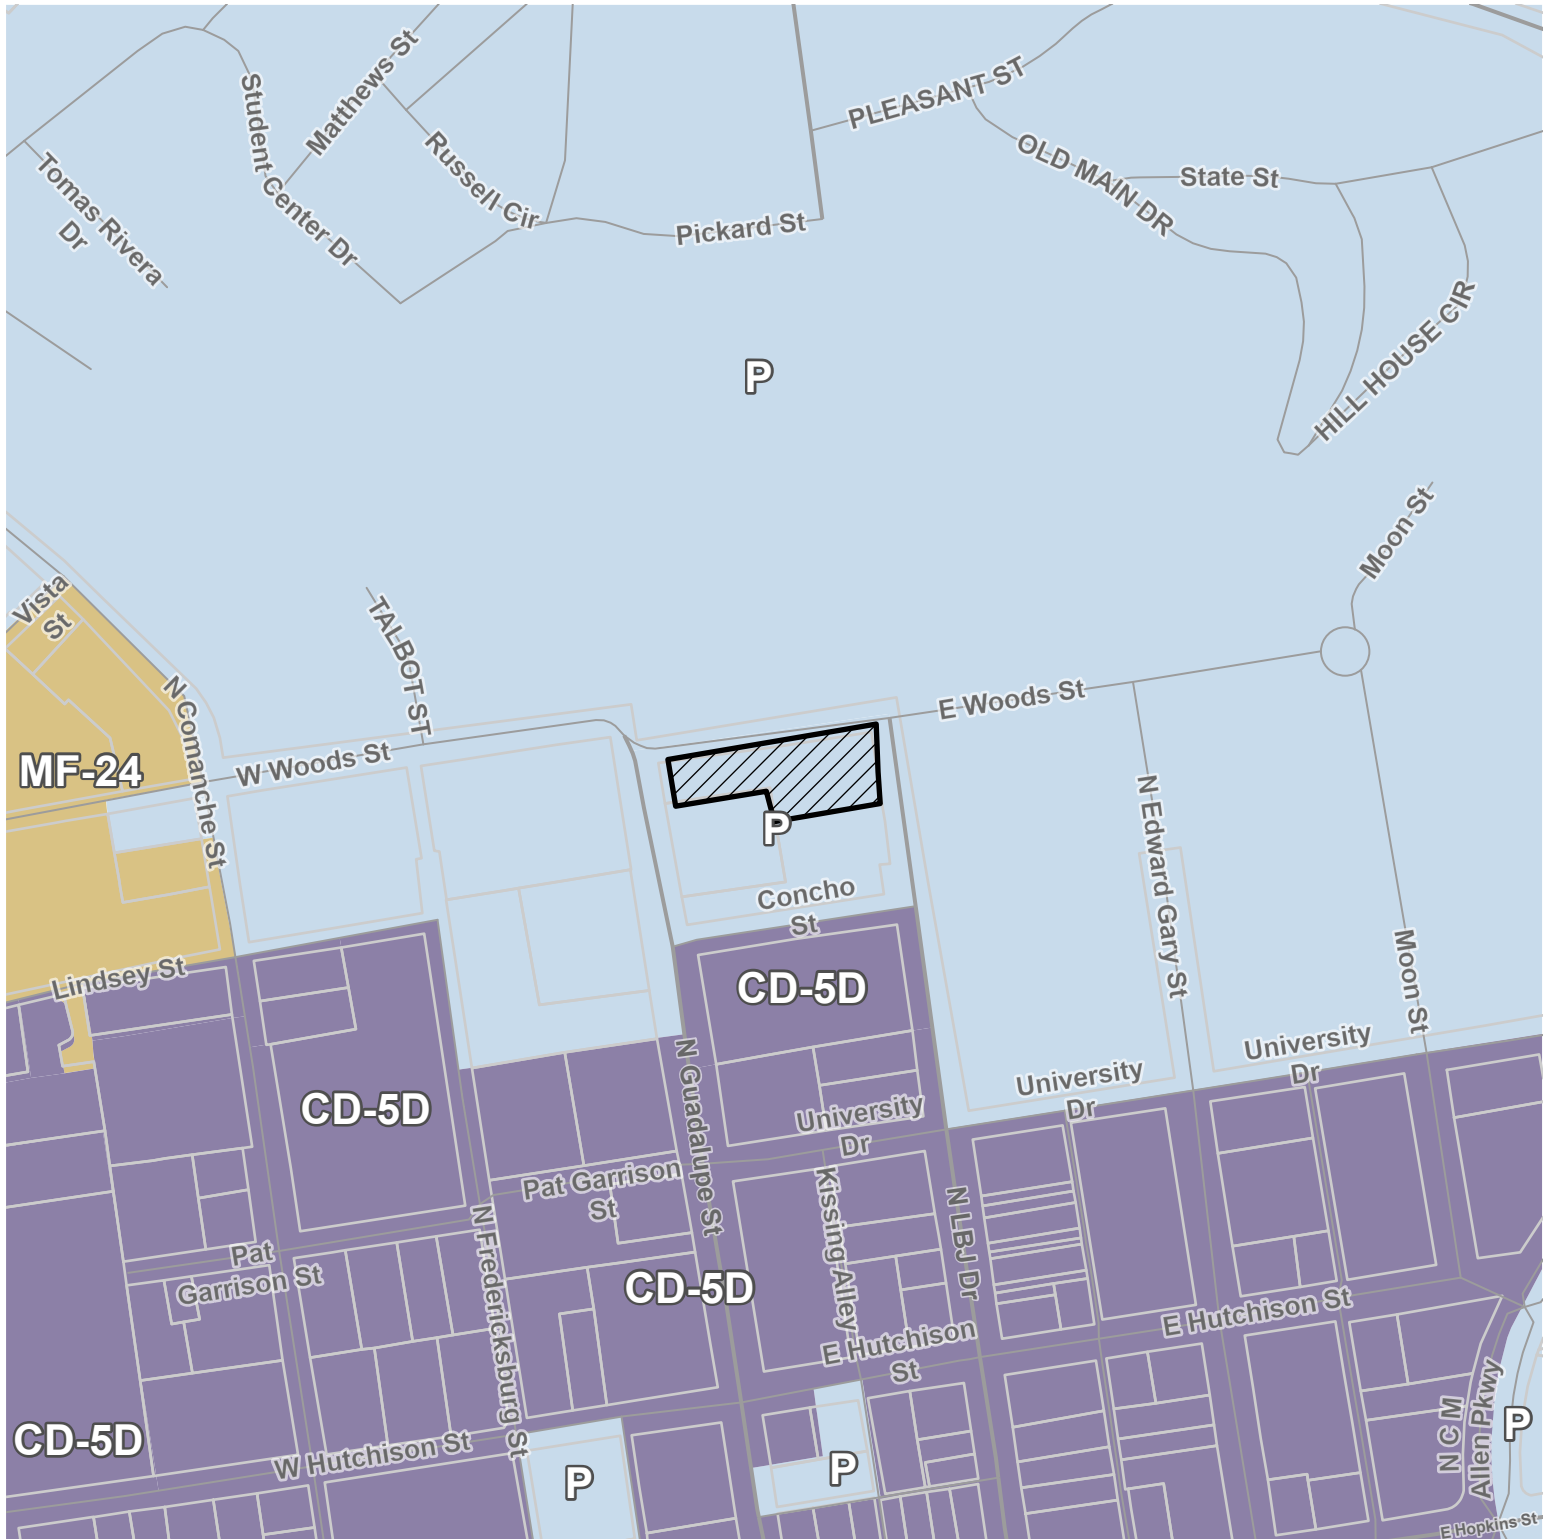 Matthews St
PLEASANT ST
Student
Center Dr
Russell Cir
OLD MAIN DR
State St
Tomas Rivera
Dr
Pickard St
HILL HOUSE CIR
P
Moon St
Vista
St
TALBOT ST
N Comanche St
E Woods St
W Woods St
MF-24
P
N Edward Gary St
Concho
St
Lindsey St
CD-5D
Moon St
University
Dr
University
Dr
CD-5D
N Guadalupe St
University
Dr
Pat Garrison
St
Kissing Alley
N LBJ Dr
N Fredericksburg St
Pat
Garrison St
CD-5D
E Hutchison St
E Hutchison
St
CD-5D
W Hutchison St
N C M
Allen Pkwy
P
P
P
E Hopkins St